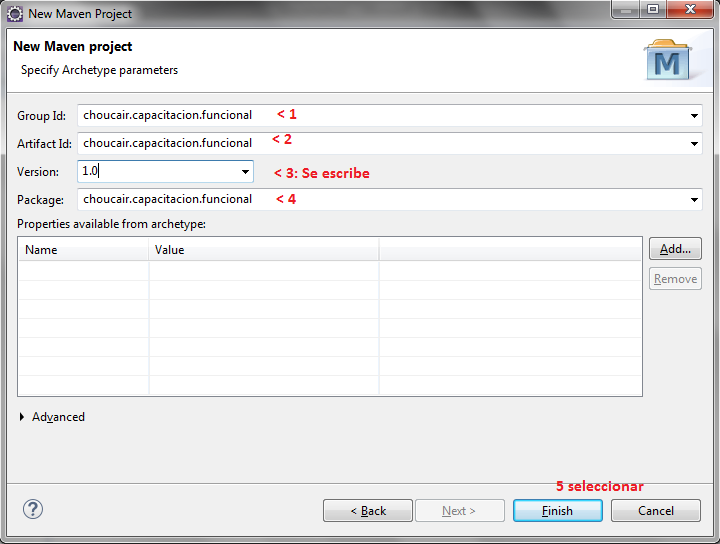 New Maven Project
New Maven project
Specify Archetype parameters
M
Group Id: choucair.capacitacion.funcional < 1
Artifact Id: choucair.capacitacion.funcional < 2
Version: 1.0 < 3: Se escribe
Package: choucair.capacitacion.funcional < 4
Properties available from archetype:
Name Value
Add...
Remove
Advanced
5 seleccionar
? < Back Next > Finish Cancel